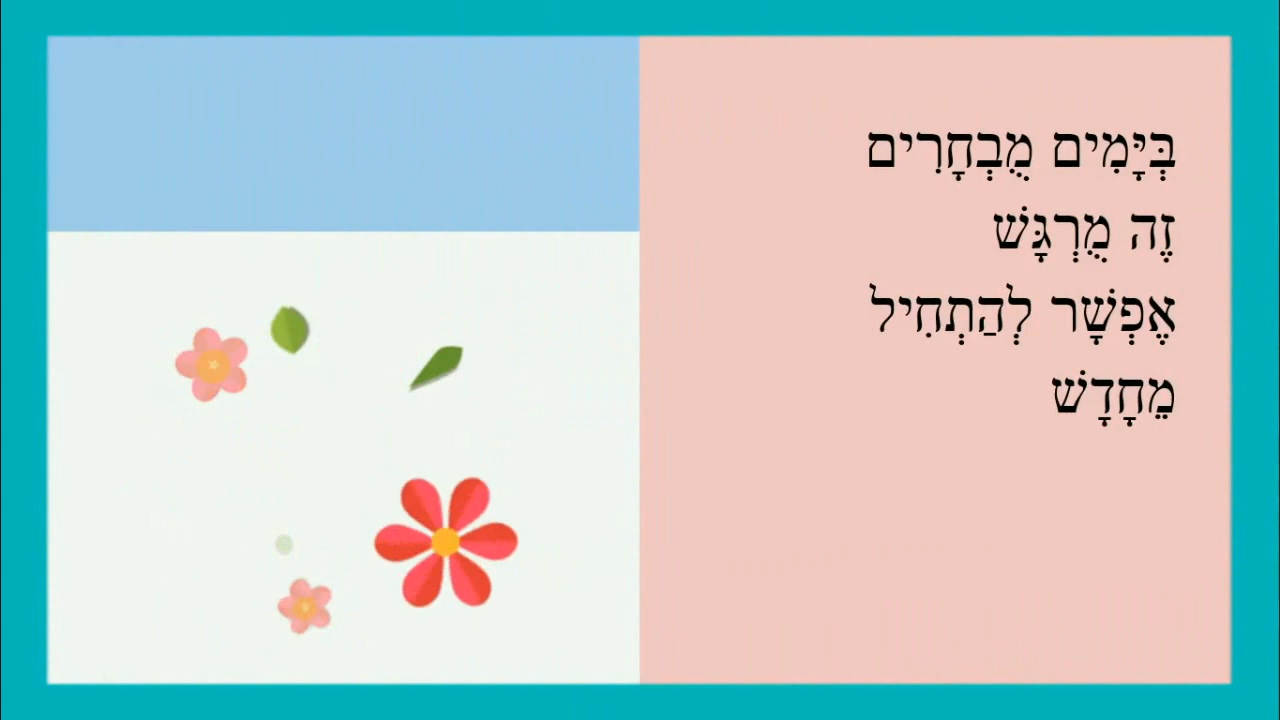 בְּיָּמִים מֻבְחָרִים
זֶה מֻרְגָּשׁ
אֶפְשָׁר לְהַתְחִיל
מֵחָדָשׁ